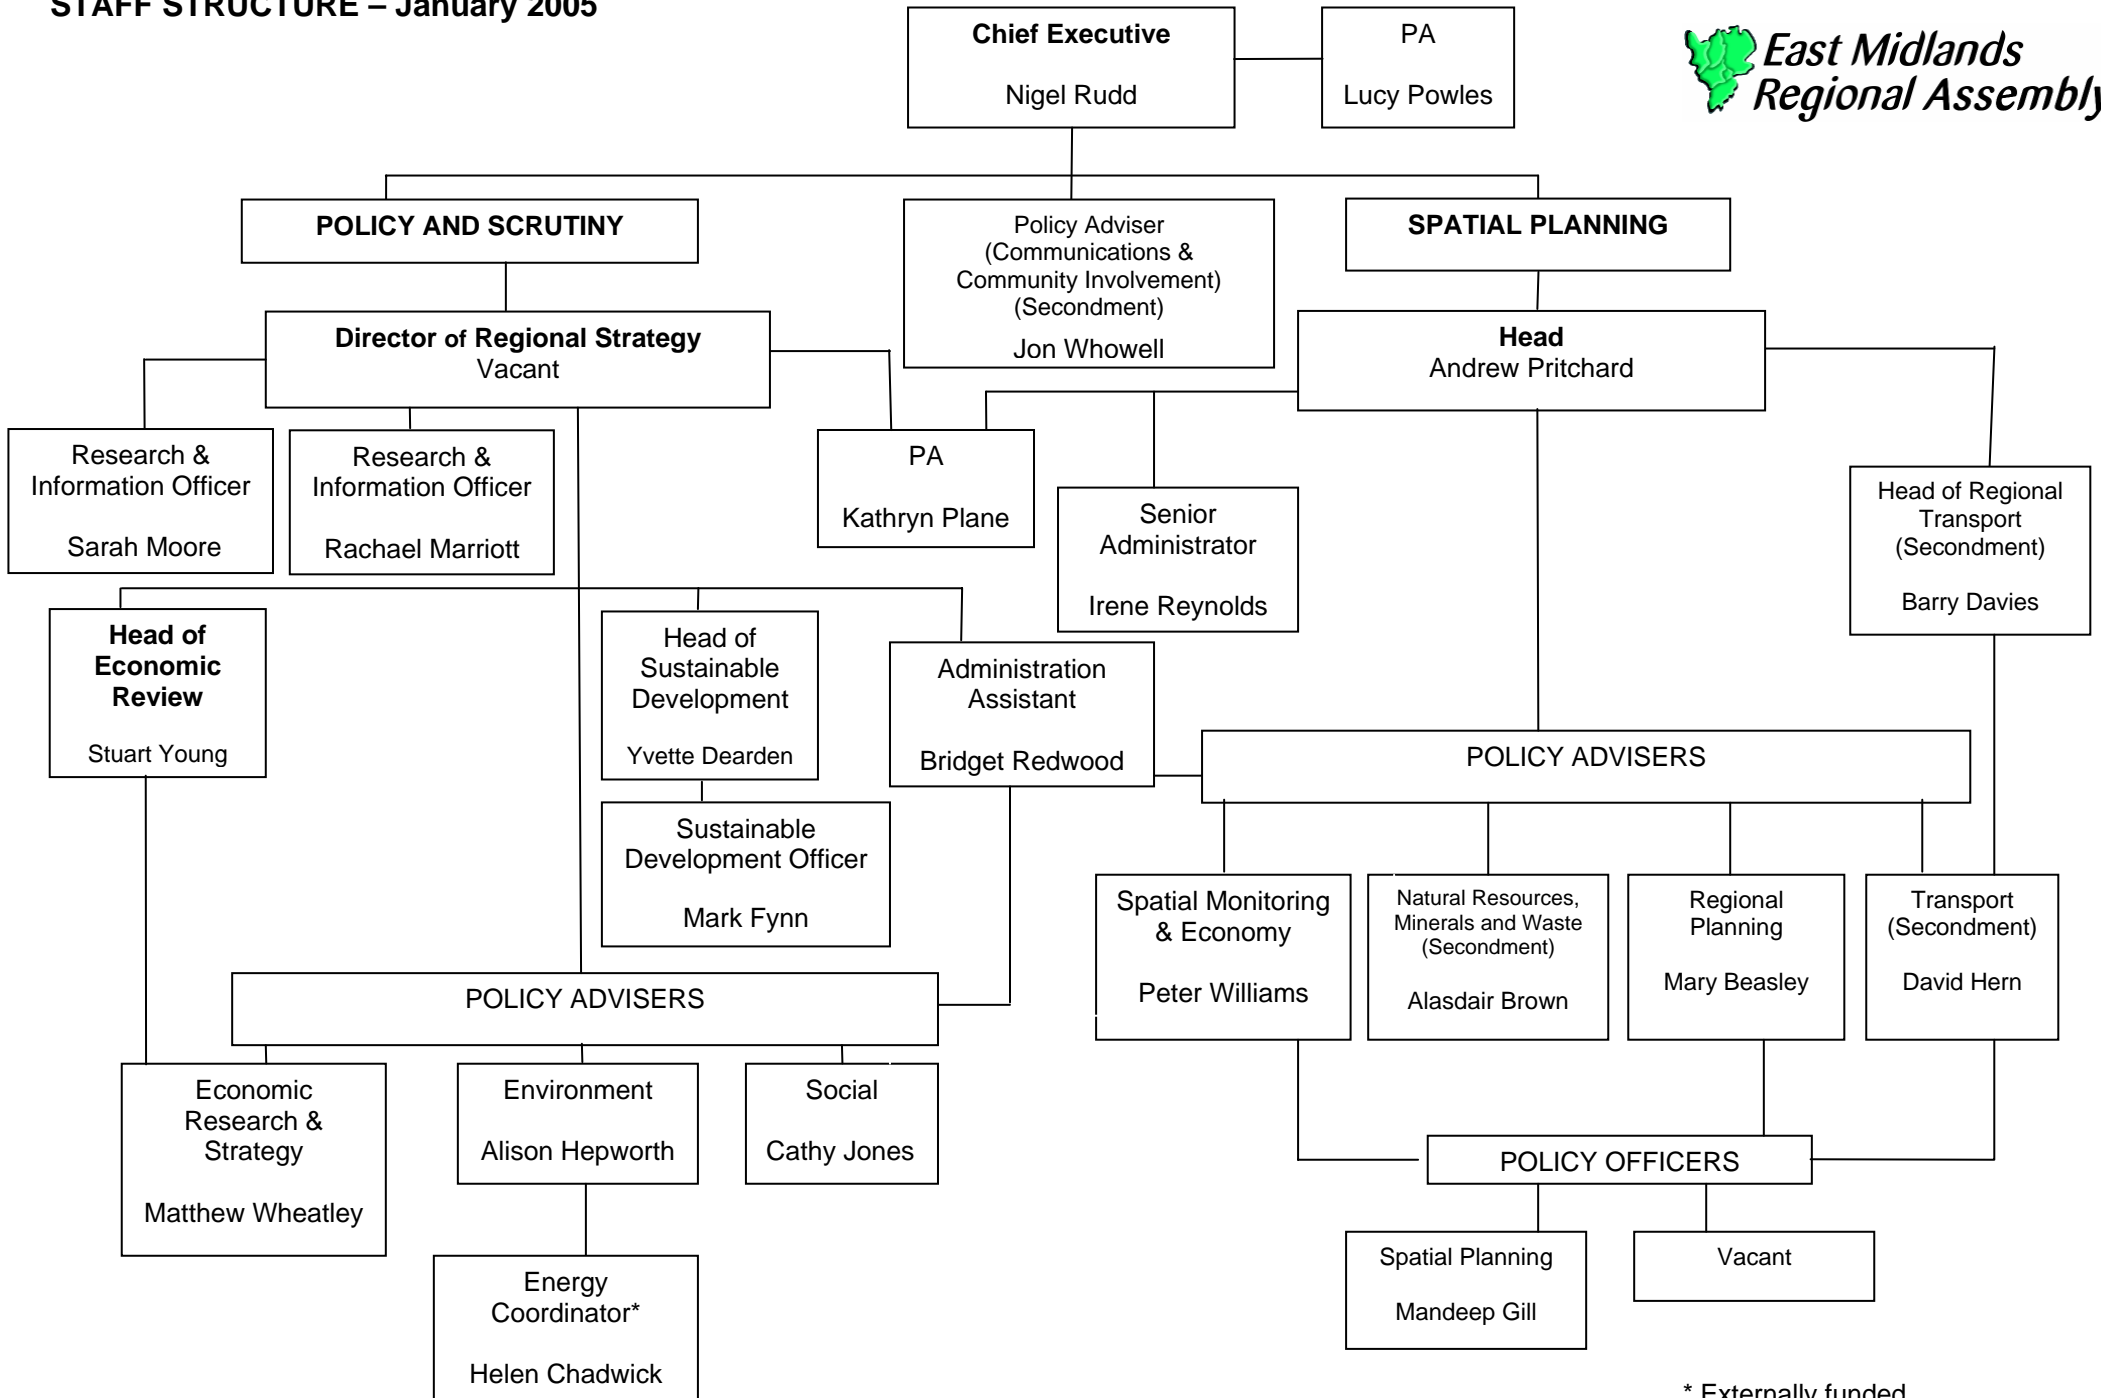 STAFF STRUCTURE – January 2005
Chief Executive
Nigel Rudd
PA
Lucy Powles
East Midlands
Regional Assembly
POLICY AND SCRUTINY
Policy Adviser
(Communications &
Community Involvement)
(Secondment)
Jon Whowell
SPATIAL PLANNING
Director of Regional Strategy
Vacant
Head
Andrew Pritchard
Research &
Information Officer
Sarah Moore
Research &
Information Officer
Rachael Marriott
PA
Kathryn Plane
Senior
Administrator
Irene Reynolds
Head of Regional
Transport
(Secondment)
Barry Davies
Head of
Economic
Review
Stuart Young
Head of
Sustainable
Development
Yvette Dearden
Administration
Assistant
Bridget Redwood
POLICY ADVISERS
Sustainable
Development Officer
Mark Fynn
Spatial Monitoring
& Economy
Peter Williams
Natural Resources,
Minerals and Waste
(Secondment)
Alasdair Brown
Regional
Planning
Mary Beasley
Transport
(Secondment)
David Hern
POLICY ADVISERS
Economic
Research &
Strategy
Matthew Wheatley
Environment
Alison Hepworth
Social
Cathy Jones
POLICY OFFICERS
Spatial Planning
Mandeep Gill
Vacant
Energy
Coordinator*
Helen Chadwick
* Externally funded